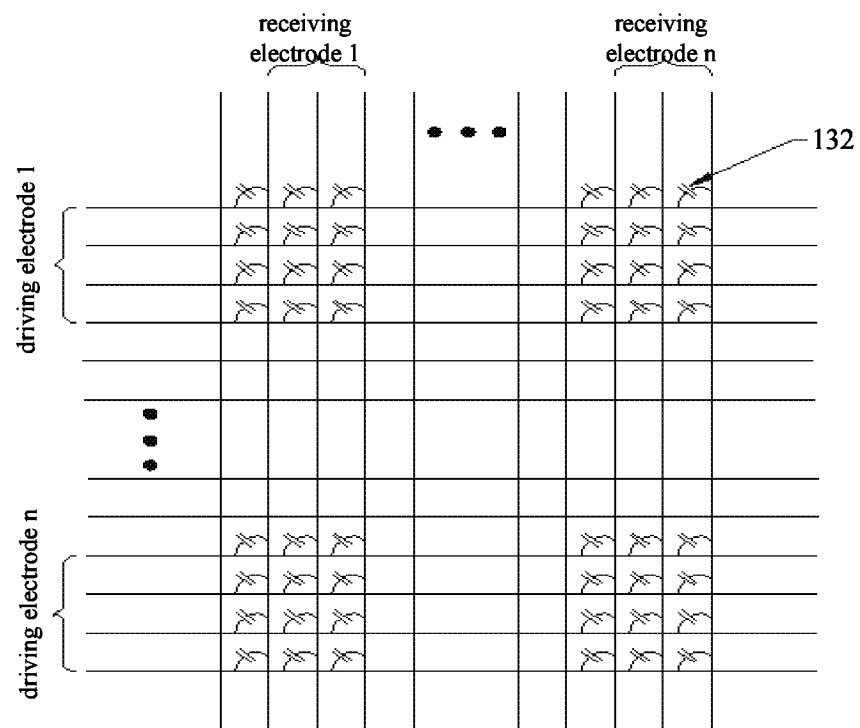 receiving
electrode 1
receiving
electrode n
132
driving electrode 1
driving electrode n